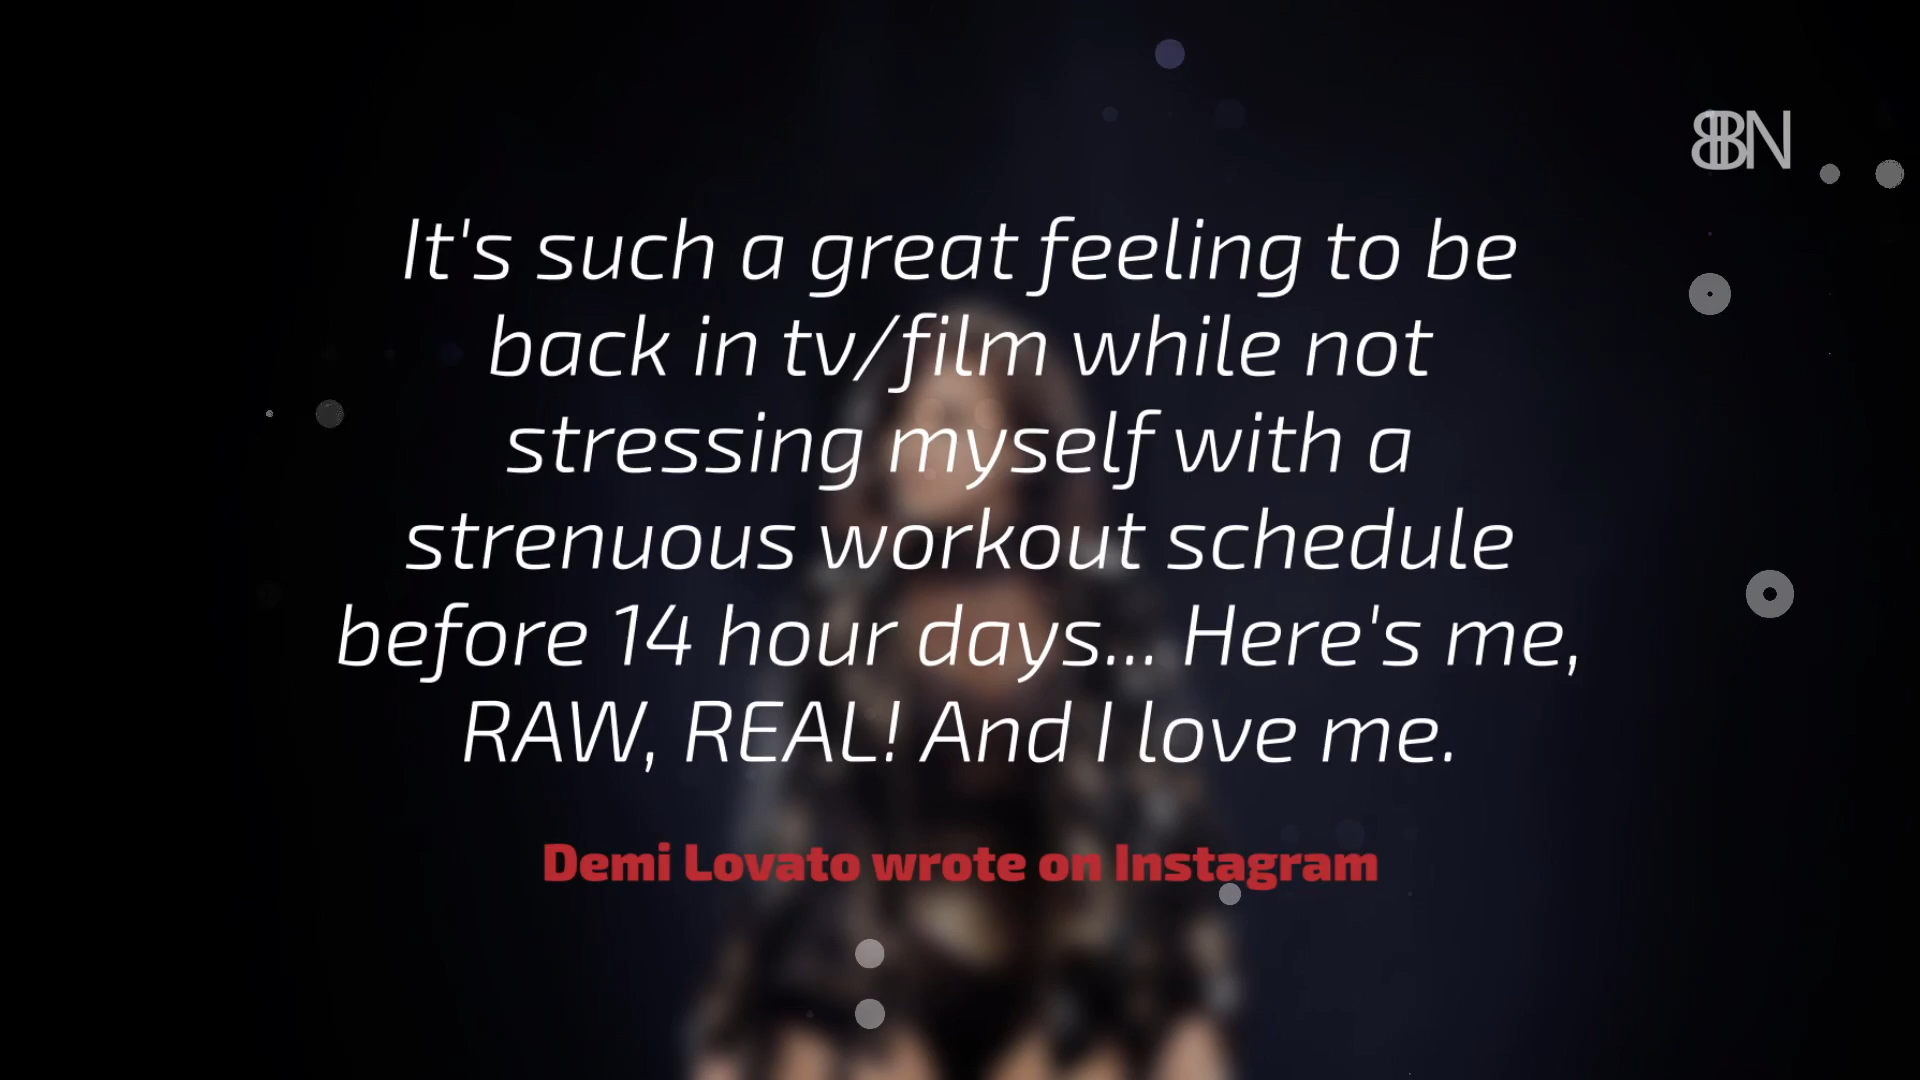 BBN
It's such a great feeling to be
back in tv/film while not
stressing myself with a
strenuous workout schedule
before 14 hour days... Here's me,
RAW, REAL! And I love me.
Demi Lovato wrote on Instagram